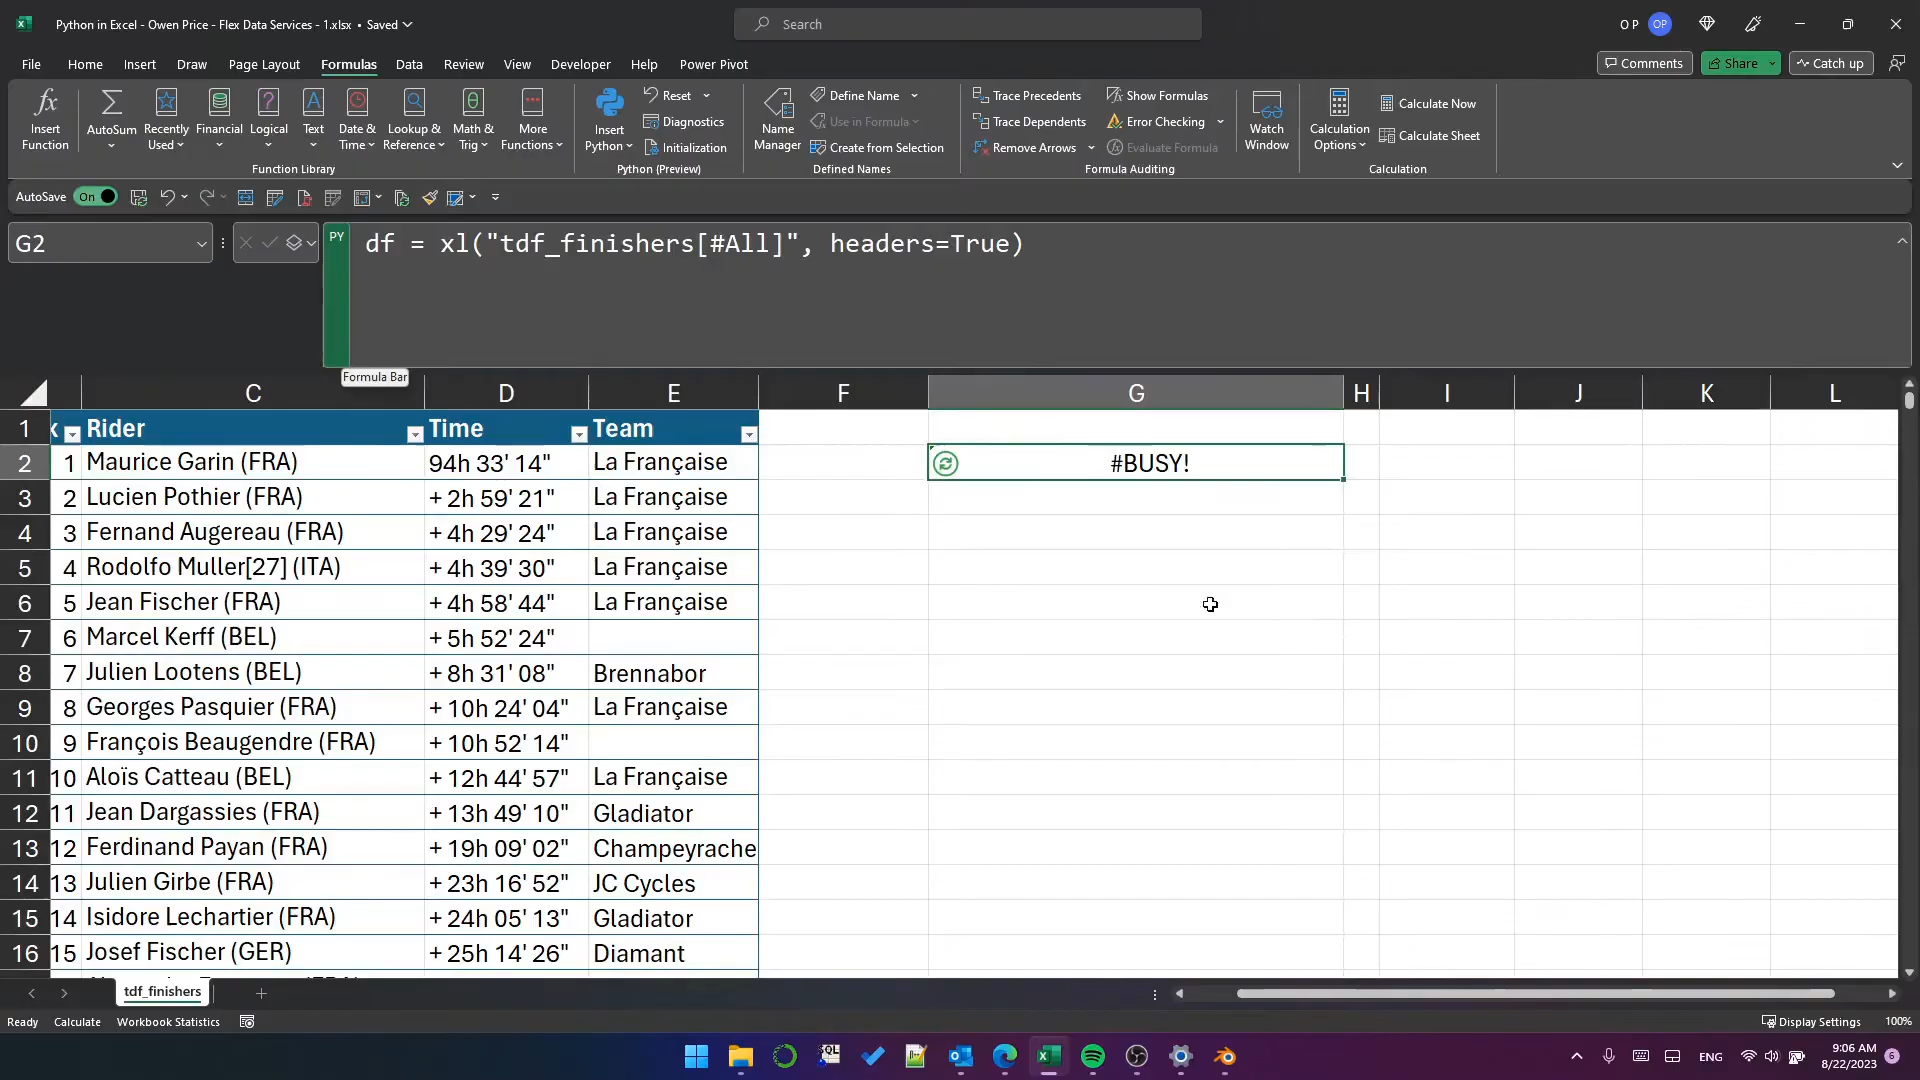 Python in Excel - Owen Price - Flex Data Services - 1.xlsx • Saved
Search
O P
OP
File Home Insert Draw Page Layout Formulas Data Review View Developer Help Power Pivot
Comments
Share
Catch up
fx
Insert Function
AutoSum
Recently Used
Financial
Logical
Text
Date & Time
Lookup & Reference
Math & Trig
More Functions
Function Library
Insert Python
Reset
Diagnostics
Initialization
Python (Preview)
Name Manager
Define Name
Use in Formula
Create from Selection
Defined Names
Trace Precedents
Trace Dependents
Remove Arrows
Show Formulas
Error Checking
Evaluate Formula
Formula Auditing
Watch Window
Calculation Options
Calculate Now
Calculate Sheet
Calculation
AutoSave On
G2
PY
df = xl("tdf_finishers[#All]", headers=True)
Formula Bar
C D E F G H I J K L
1 Rider Time Team
2 1 Maurice Garin (FRA) 94h 33' 14" La Française #BUSY!
3 2 Lucien Pothier (FRA) + 2h 59' 21" La Française
4 3 Fernand Augereau (FRA) + 4h 29' 24" La Française
5 4 Rodolfo Muller[27] (ITA) + 4h 39' 30" La Française
6 5 Jean Fischer (FRA) + 4h 58' 44" La Française
7 6 Marcel Kerff (BEL) + 5h 52' 24"
8 7 Julien Lootens (BEL) + 8h 31' 08" Brennabor
9 8 Georges Pasquier (FRA) + 10h 24' 04" La Française
10 9 François Beaugendre (FRA) + 10h 52' 14"
11 10 Aloïs Catteau (BEL) + 12h 44' 57" La Française
12 11 Jean Dargassies (FRA) + 13h 49' 10" Gladiator
13 12 Ferdinand Payan (FRA) + 19h 09' 02" Champeyrache
14 13 Julien Girbe (FRA) + 23h 16' 52" JC Cycles
15 14 Isidore Lechartier (FRA) + 24h 05' 13" Gladiator
16 15 Josef Fischer (GER) + 25h 14' 26" Diamant
tdf_finishers
Ready Calculate Workbook Statistics
Display Settings
100%
SQL
ENG
9:06 AM
8/22/2023
6